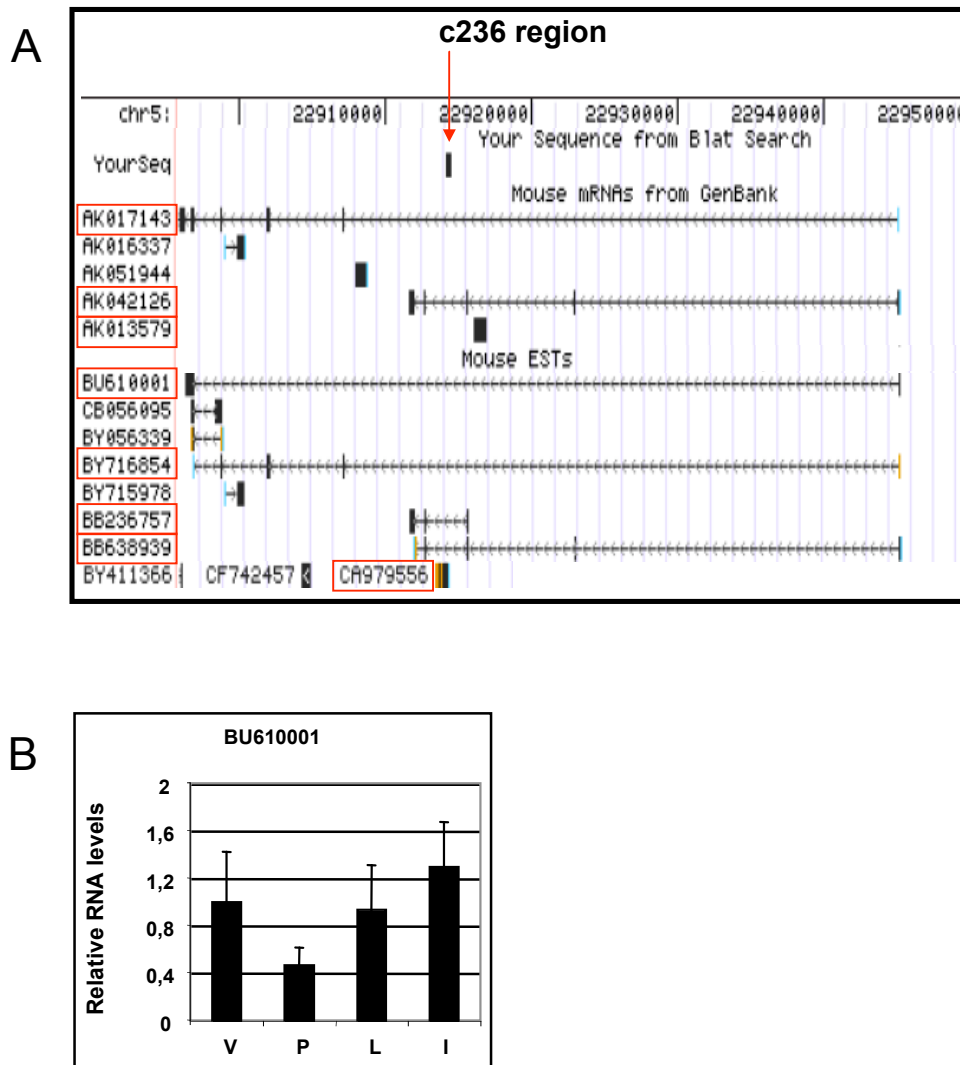 A
c236 region
chr5: 22910000 22920000 22930000 22940000 2295000
Your Sequence from Blat Search
YourSeq
Mouse mRNAs from GenBank
AK017143
AK016337
AK051944
AK042126
AK013579
Mouse ESTs
BU610001
CB056095
BY056339
BY716854
BY715978
BB236757
BB638939
BY411366 CF742457 CA979556
B
BU610001
Relative RNA levels
2
1,6
1,2
0,8
0,4
0
V P L I